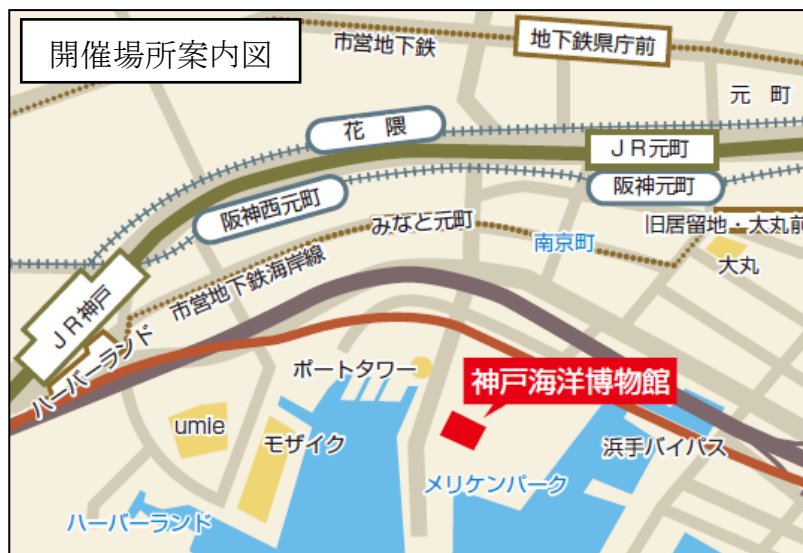 開催場所案内図
市営地下鉄
地下鉄県庁前
元 町
花 隈
JR元町
阪神西元町
阪神元町
みなと元町
旧居留地・大丸前
南京町
大丸
市営地下鉄海岸線
JR神戸
ハーバーランド
ポートタワー
神戸海洋博物館
umie
モザイク
浜手バイパス
メリケンパーク
ハーバーランド